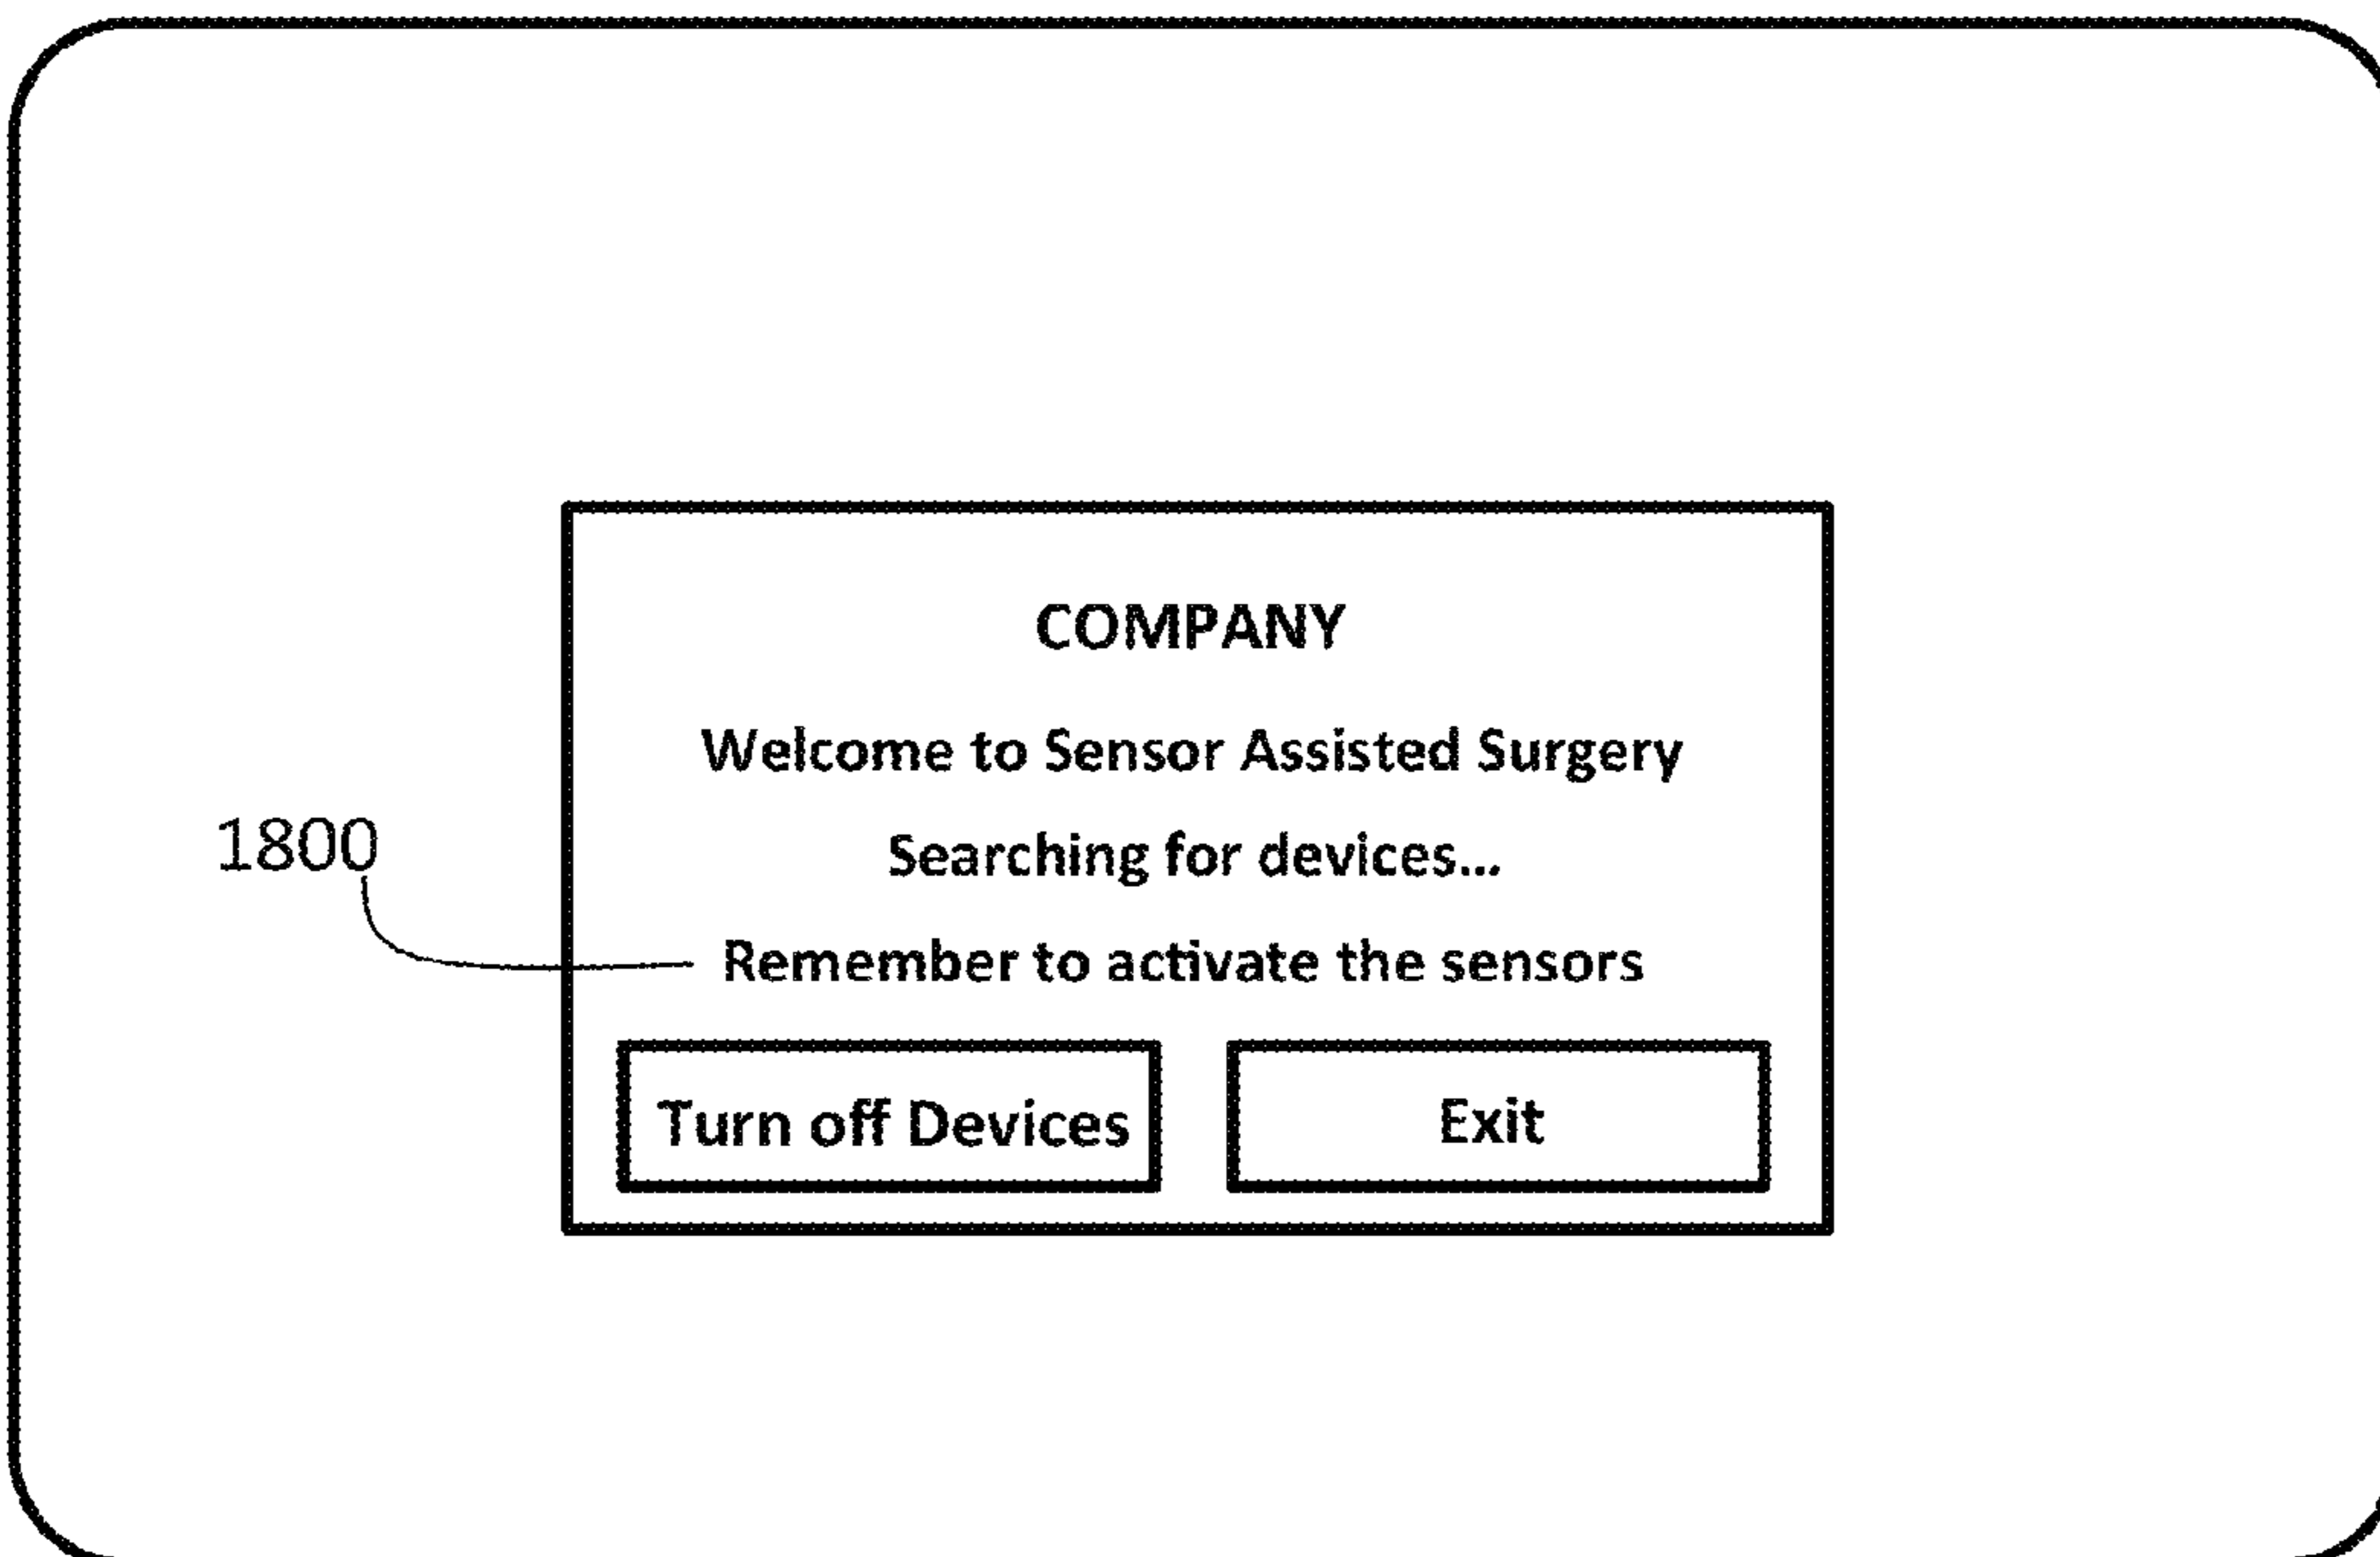 COMPANY
Welcome to Sensor Assisted Surgery
Searching for devices...
1800
Remember to activate the sensors
Turn off Devices
Exit